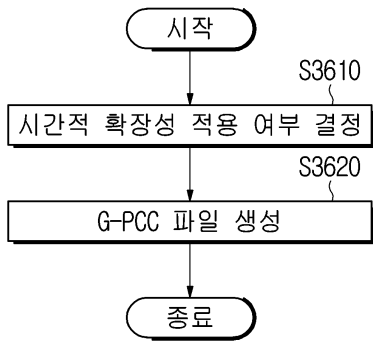 시작
S3610
시간적 확장성 적용 여부 결정
S3620
G-PCC 파일 생성
종료